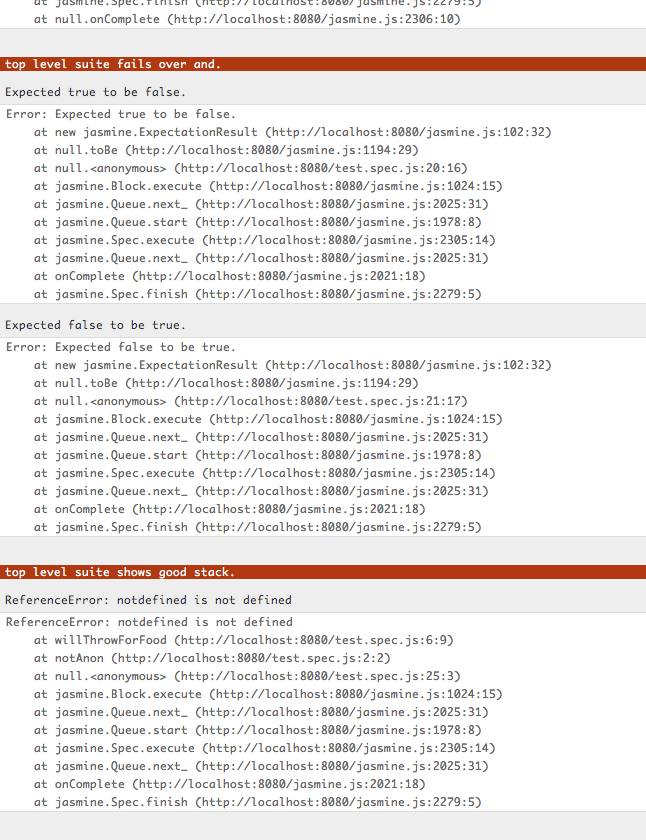 at jasmine.Spec.finish (http://localhost:8080/jasmine.js:2279:5)
at null.onComplete (http://localhost:8080/jasmine.js:2306:10)
top level suite fails over and.
Expected true to be false.
Error: Expected true to be false.
at new jasmine.ExpectationResult (http://localhost:8080/jasmine.js:102:32)
at null.toBe (http://localhost:8080/jasmine.js:1194:29)
at null.<anonymous> (http://localhost:8080/test.spec.js:20:16)
at jasmine.Block.execute (http://localhost:8080/jasmine.js:1024:15)
at jasmine.Queue.next_ (http://localhost:8080/jasmine.js:2025:31)
at jasmine.Queue.start (http://localhost:8080/jasmine.js:1978:8)
at jasmine.Spec.execute (http://localhost:8080/jasmine.js:2305:14)
at jasmine.Queue.next_ (http://localhost:8080/jasmine.js:2025:31)
at onComplete (http://localhost:8080/jasmine.js:2021:18)
at jasmine.Spec.finish (http://localhost:8080/jasmine.js:2279:5)
Expected false to be true.
Error: Expected false to be true.
at new jasmine.ExpectationResult (http://localhost:8080/jasmine.js:102:32)
at null.toBe (http://localhost:8080/jasmine.js:1194:29)
at null.<anonymous> (http://localhost:8080/test.spec.js:21:17)
at jasmine.Block.execute (http://localhost:8080/jasmine.js:1024:15)
at jasmine.Queue.next_ (http://localhost:8080/jasmine.js:2025:31)
at jasmine.Queue.start (http://localhost:8080/jasmine.js:1978:8)
at jasmine.Spec.execute (http://localhost:8080/jasmine.js:2305:14)
at jasmine.Queue.next_ (http://localhost:8080/jasmine.js:2025:31)
at onComplete (http://localhost:8080/jasmine.js:2021:18)
at jasmine.Spec.finish (http://localhost:8080/jasmine.js:2279:5)
top level suite shows good stack.
ReferenceError: notdefined is not defined
ReferenceError: notdefined is not defined
at willThrowForFood (http://localhost:8080/test.spec.js:6:9)
at notAnon (http://localhost:8080/test.spec.js:2:2)
at null.<anonymous> (http://localhost:8080/test.spec.js:25:3)
at jasmine.Block.execute (http://localhost:8080/jasmine.js:1024:15)
at jasmine.Queue.next_ (http://localhost:8080/jasmine.js:2025:31)
at jasmine.Queue.start (http://localhost:8080/jasmine.js:1978:8)
at jasmine.Spec.execute (http://localhost:8080/jasmine.js:2305:14)
at jasmine.Queue.next_ (http://localhost:8080/jasmine.js:2025:31)
at onComplete (http://localhost:8080/jasmine.js:2021:18)
at jasmine.Spec.finish (http://localhost:8080/jasmine.js:2279:5)